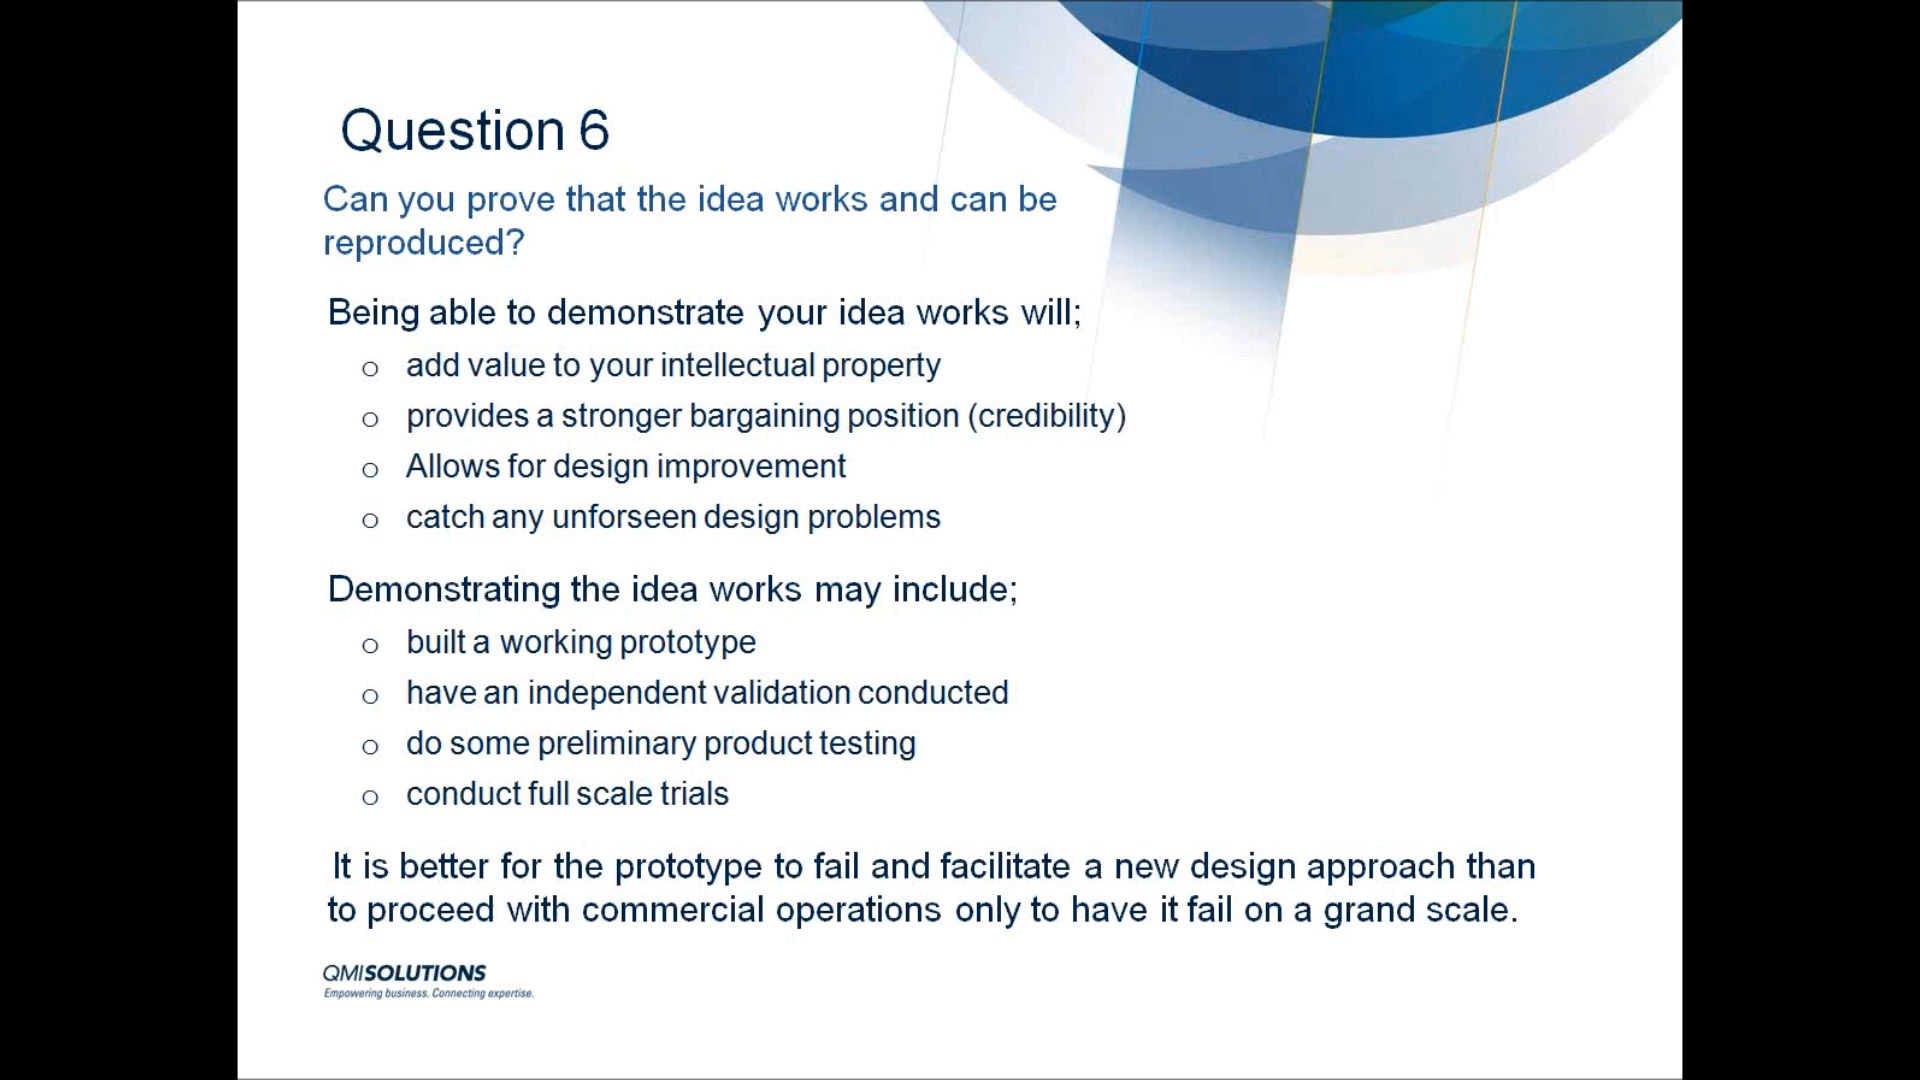 Question 6
Can you prove that the idea works and can be
reproduced?
Being able to demonstrate your idea works will;
o add value to your intellectual property
o provides a stronger bargaining position (credibility)
o Allows for design improvement
o catch any unforseen design problems
Demonstrating the idea works may include;
o built a working prototype
o have an independent validation conducted
o do some preliminary product testing
o conduct full scale trials
It is better for the prototype to fail and facilitate a new design approach than
to proceed with commercial operations only to have it fail on a grand scale.
QMISOLUTIONS
Empowering business. Connecting expertise.